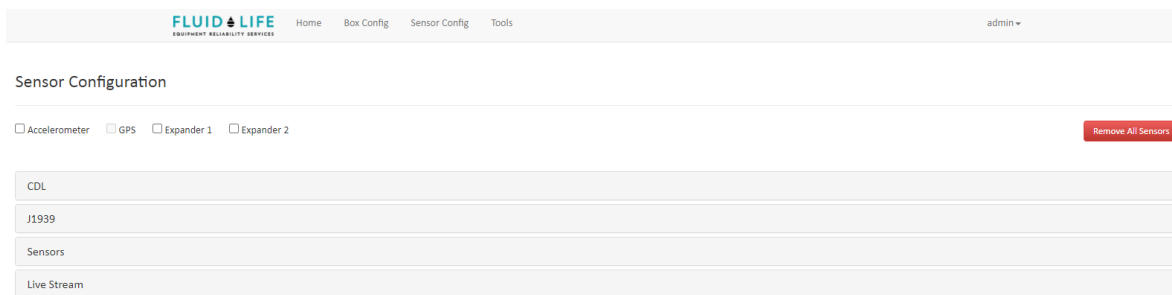 FLUID LIFE
EQUIPMENT RELIABILITY SERVICES
Home Box Config Sensor Config Tools admin
Sensor Configuration
Accelerometer GPS Expander 1 Expander 2 Remove All Sensors
CDL
J1939
Sensors
Live Stream